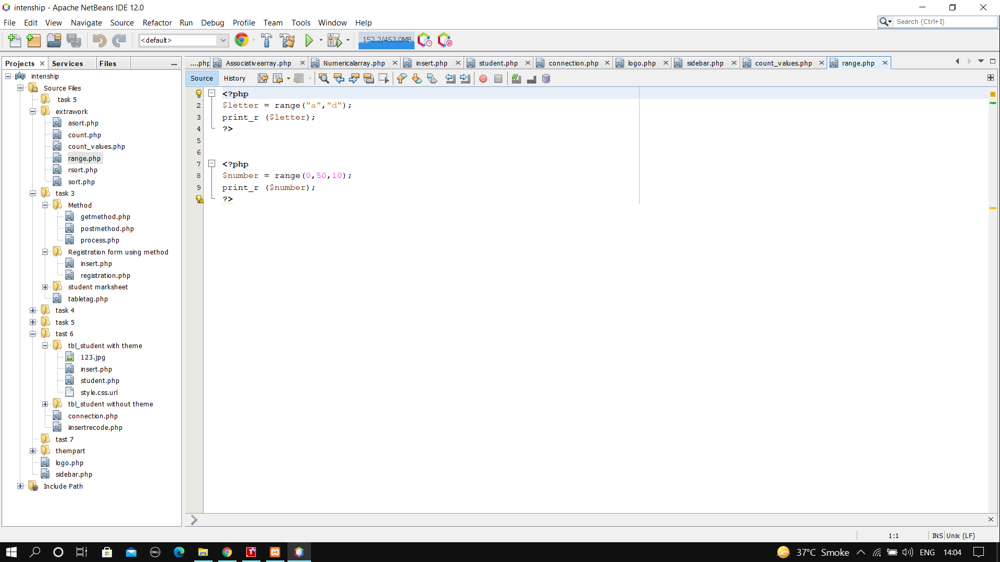 intenship - Apache NetBeans IDE 12.0
File Edit View Navigate Source Refactor Run Debug Profile Team Tools Window Help
Search (Ctrl+I)
<default>
152.2/453.0MB
Projects Services Files
....php Associativearray.php Numericalarray.php insert.php student.php connection.php logo.php sidebar.php count_values.php range.php
Source History
intenship
Source Files
task 5
extrawork
asort.php
count.php
count_values.php
range.php
rsort.php
sort.php
task 3
Method
getmethod.php
postmethod.php
process.php
Registration form using method
insert.php
registration.php
student marksheet
tabletag.php
task 4
task 5
tast 6
tbl_student with theme
123.jpg
insert.php
student.php
style.css.url
tbl_student without theme
connection.php
iinsertrecode.php
tast 7
thempart
logo.php
sidebar.php
Include Path
<?php
2 $letter = range("a","d");
3 print_r ($letter);
4 ?>
5
6
7 <?php
8 $number = range(0,50,10);
9 print_r ($number);
?>
1:1 INS Unix (LF)
37°C Smoke ENG 14:04